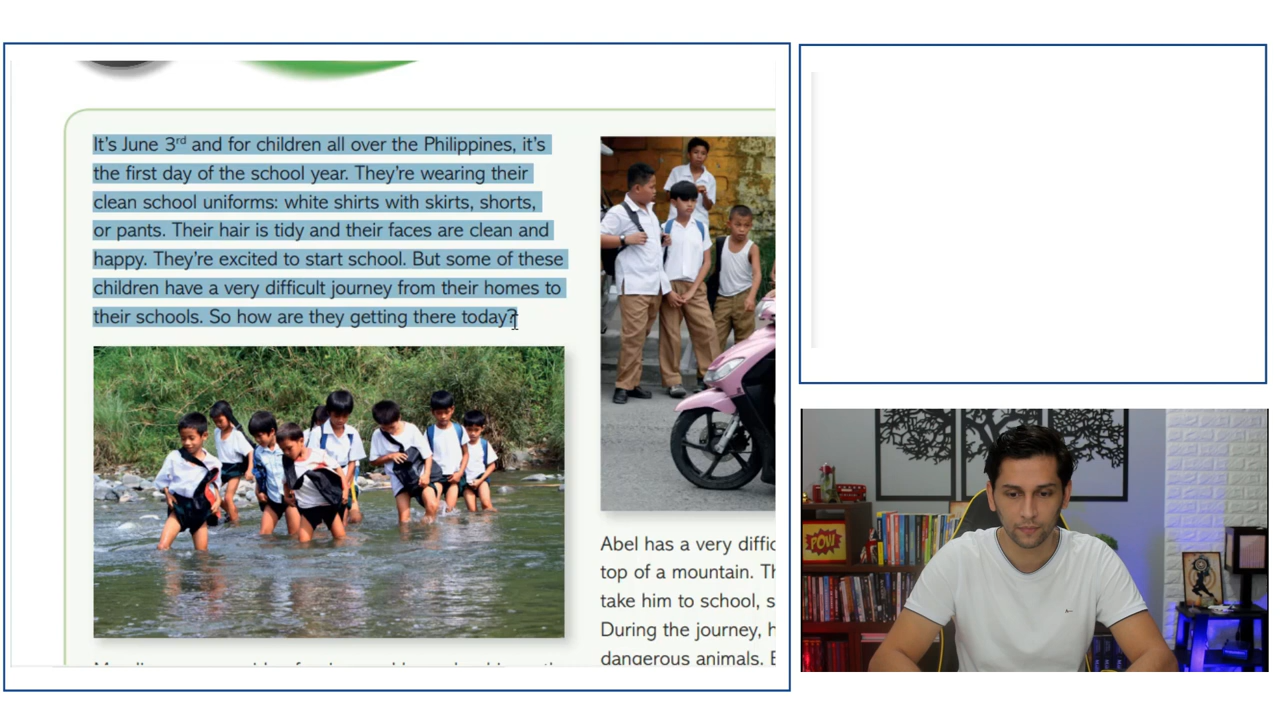 It's June 3rd and for children all over the Philippines, it's
the first day of the school year. They're wearing their
clean school uniforms: white shirts with skirts, shorts,
or pants. Their hair is tidy and their faces are clean and
happy. They're excited to start school. But some of these
children have a very difficult journey from their homes to
their schools. So how are they getting there today?
Abel has a very diffic
top of a mountain. Th
take him to school, s
During the journey, h
dangerous animals. E
POW